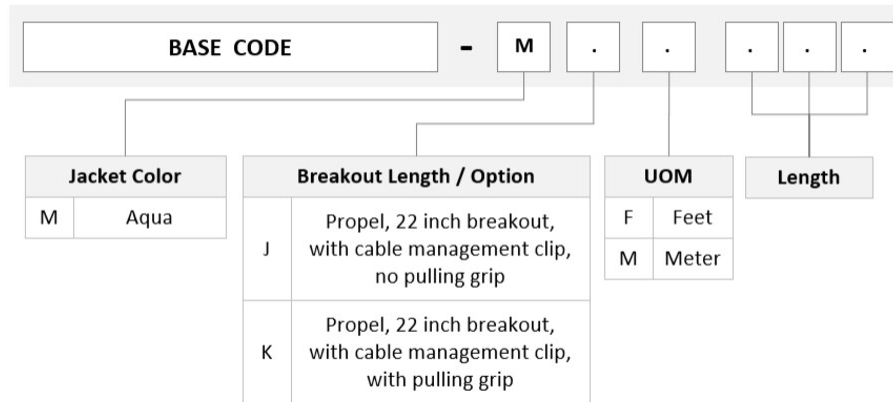 BASE CODE - M . . . . .
Jacket Color
M Aqua
Breakout Length / Option
J Propel, 22 inch breakout,
with cable management clip,
no pulling grip
K Propel, 22 inch breakout,
with cable management clip,
with pulling grip
UOM
F Feet
M Meter
Length